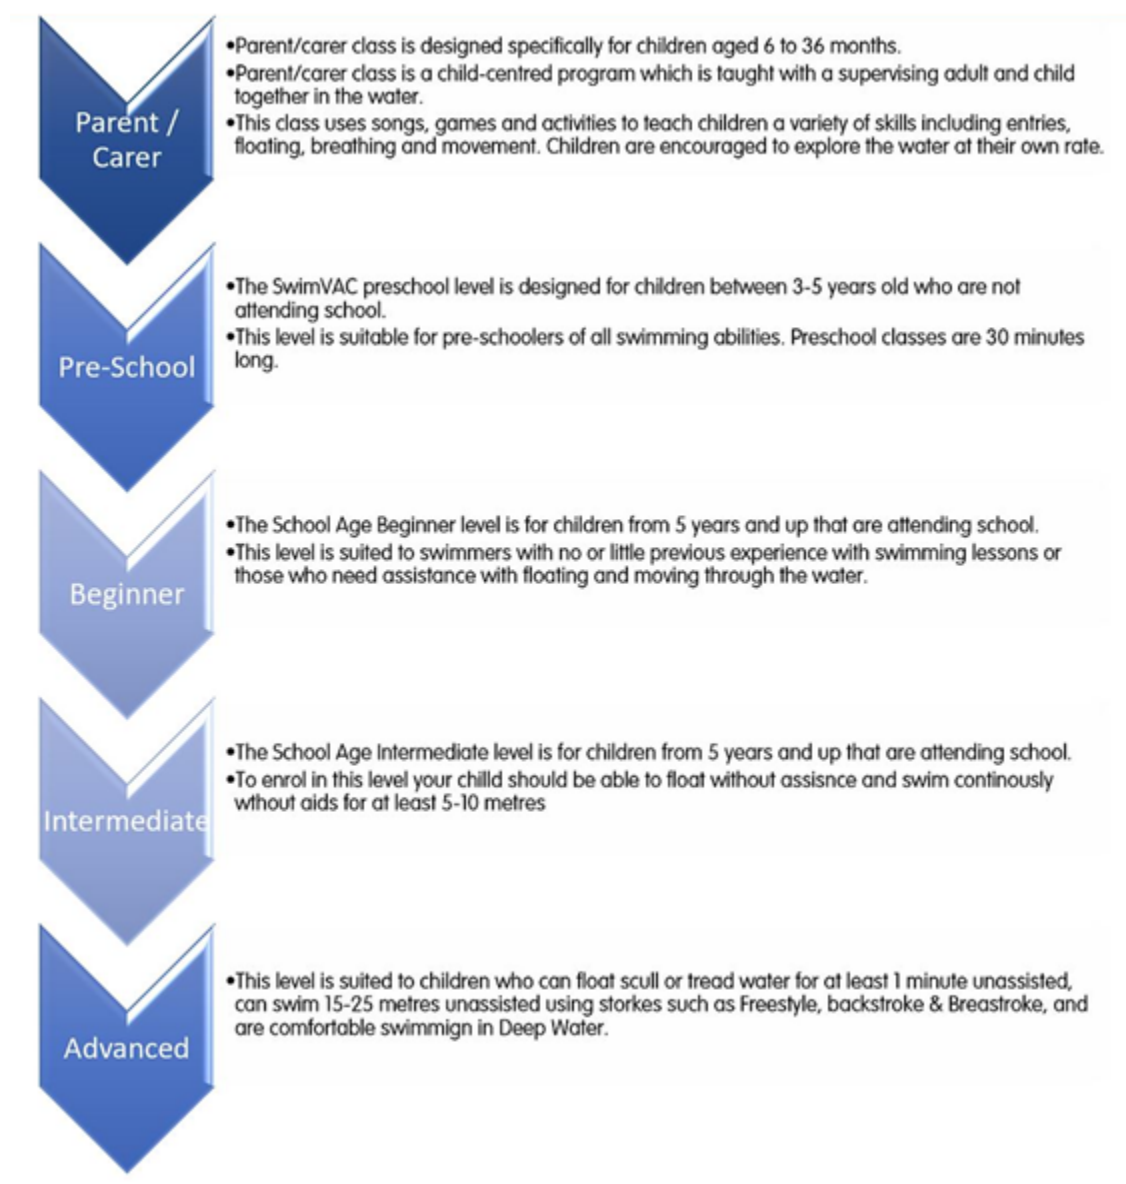 Parent /
Carer
•Parent/carer class is designed specifically for children aged 6 to 36 months.
•Parent/carer class is a child-centred program which is taught with a supervising adult and child
together in the water.
•This class uses songs, games and activities to teach children a variety of skills including entries,
floating, breathing and movement. Children are encouraged to explore the water at their own rate.
Pre-School
•The SwimVAC preschool level is designed for children between 3-5 years old who are not
attending school.
•This level is suitable for pre-schoolers of all swimming abilities. Preschool classes are 30 minutes
long.
Beginner
•The School Age Beginner level is for children from 5 years and up that are attending school.
•This level is suited to swimmers with no or little previous experience with swimming lessons or
those who need assistance with floating and moving through the water.
Intermediate
•The School Age Intermediate level is for children from 5 years and up that are attending school.
•To enrol in this level your chilld should be able to float without assisnce and swim continously
wthout aids for at least 5-10 metres
Advanced
•This level is suited to children who can float scull or tread water for at least 1 minute unassisted,
can swim 15-25 metres unassisted using storkes such as Freestyle, backstroke & Breastroke, and
are comfortable swimmign in Deep Water.